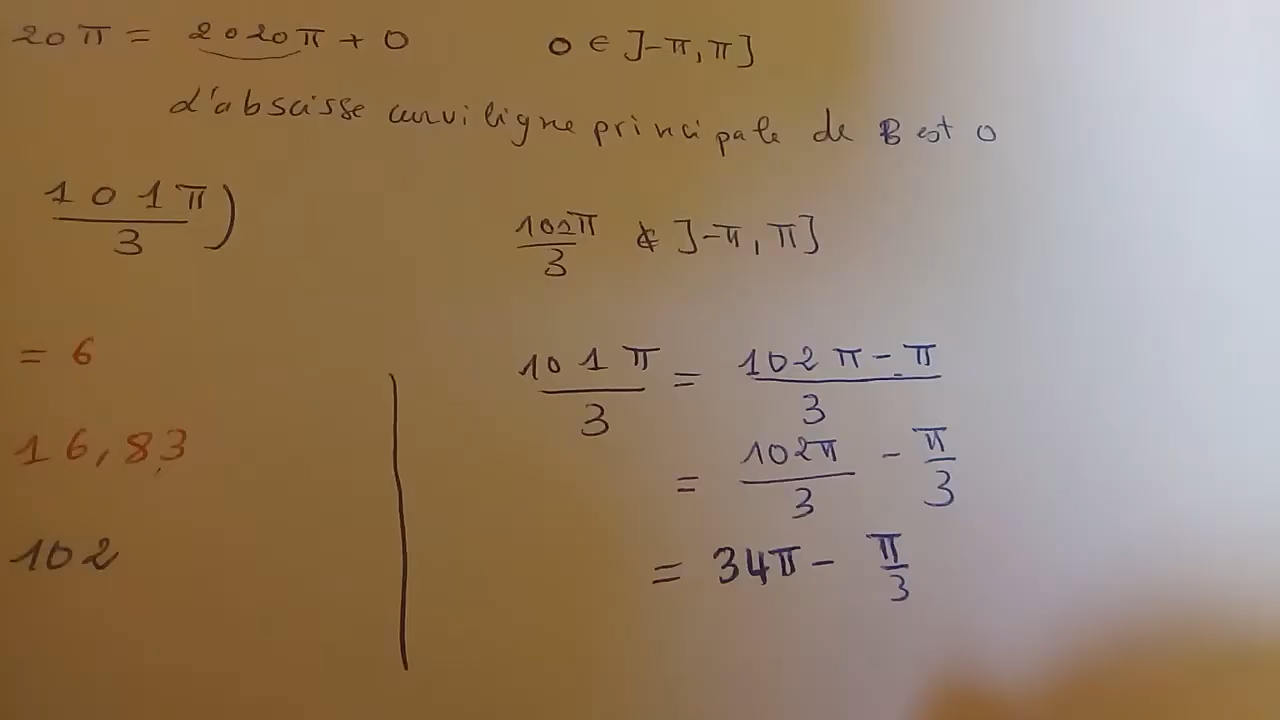 20π = 2020π + 0 0 ∈ ]-π, π]
d'abscisse curviligne principale de B est 0
101π/3) 102π/3 ∉ ]-π, π]
= 6
101π/3 = (102π - π)/3
16,83
= 102π/3 - π/3
102
= 34π - π/3